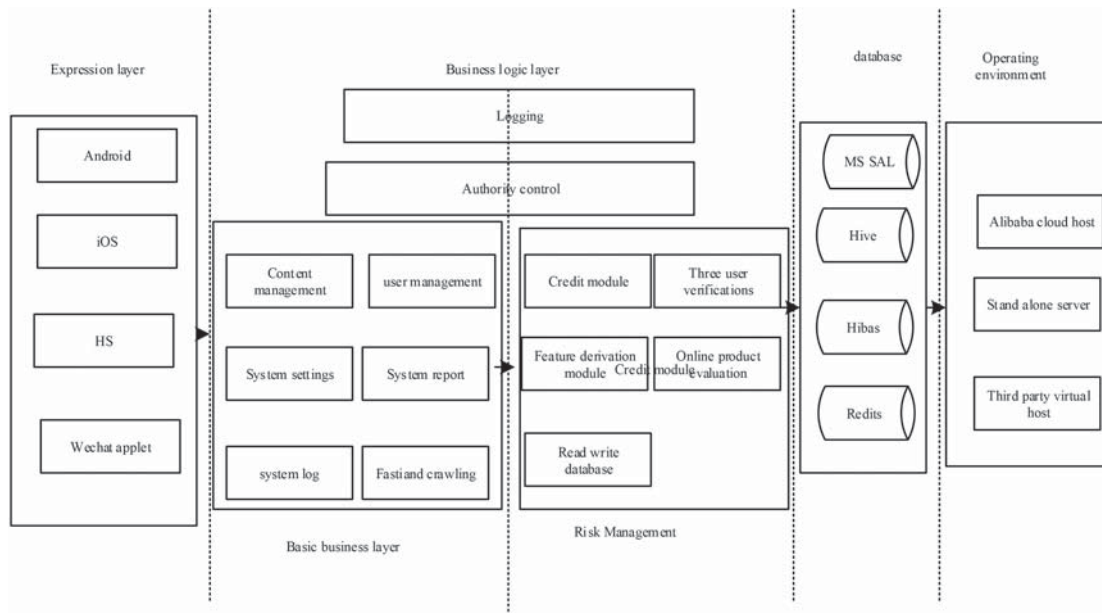 Expression layer
Android
iOS
HS
Wechat applet
Business logic layer
Logging
Authority control
Content
management
user management
System settings
System report
system log
Fastiand crawling
Basic business layer
Credit module
Three user
verifications
Feature derivation
module
Online product
evaluation
Credit module
Read write
database
Risk Management
database
MS SAL
Hive
Hibas
Redits
Operating
environment
Alibaba cloud host
Stand alone server
Third party virtual
host